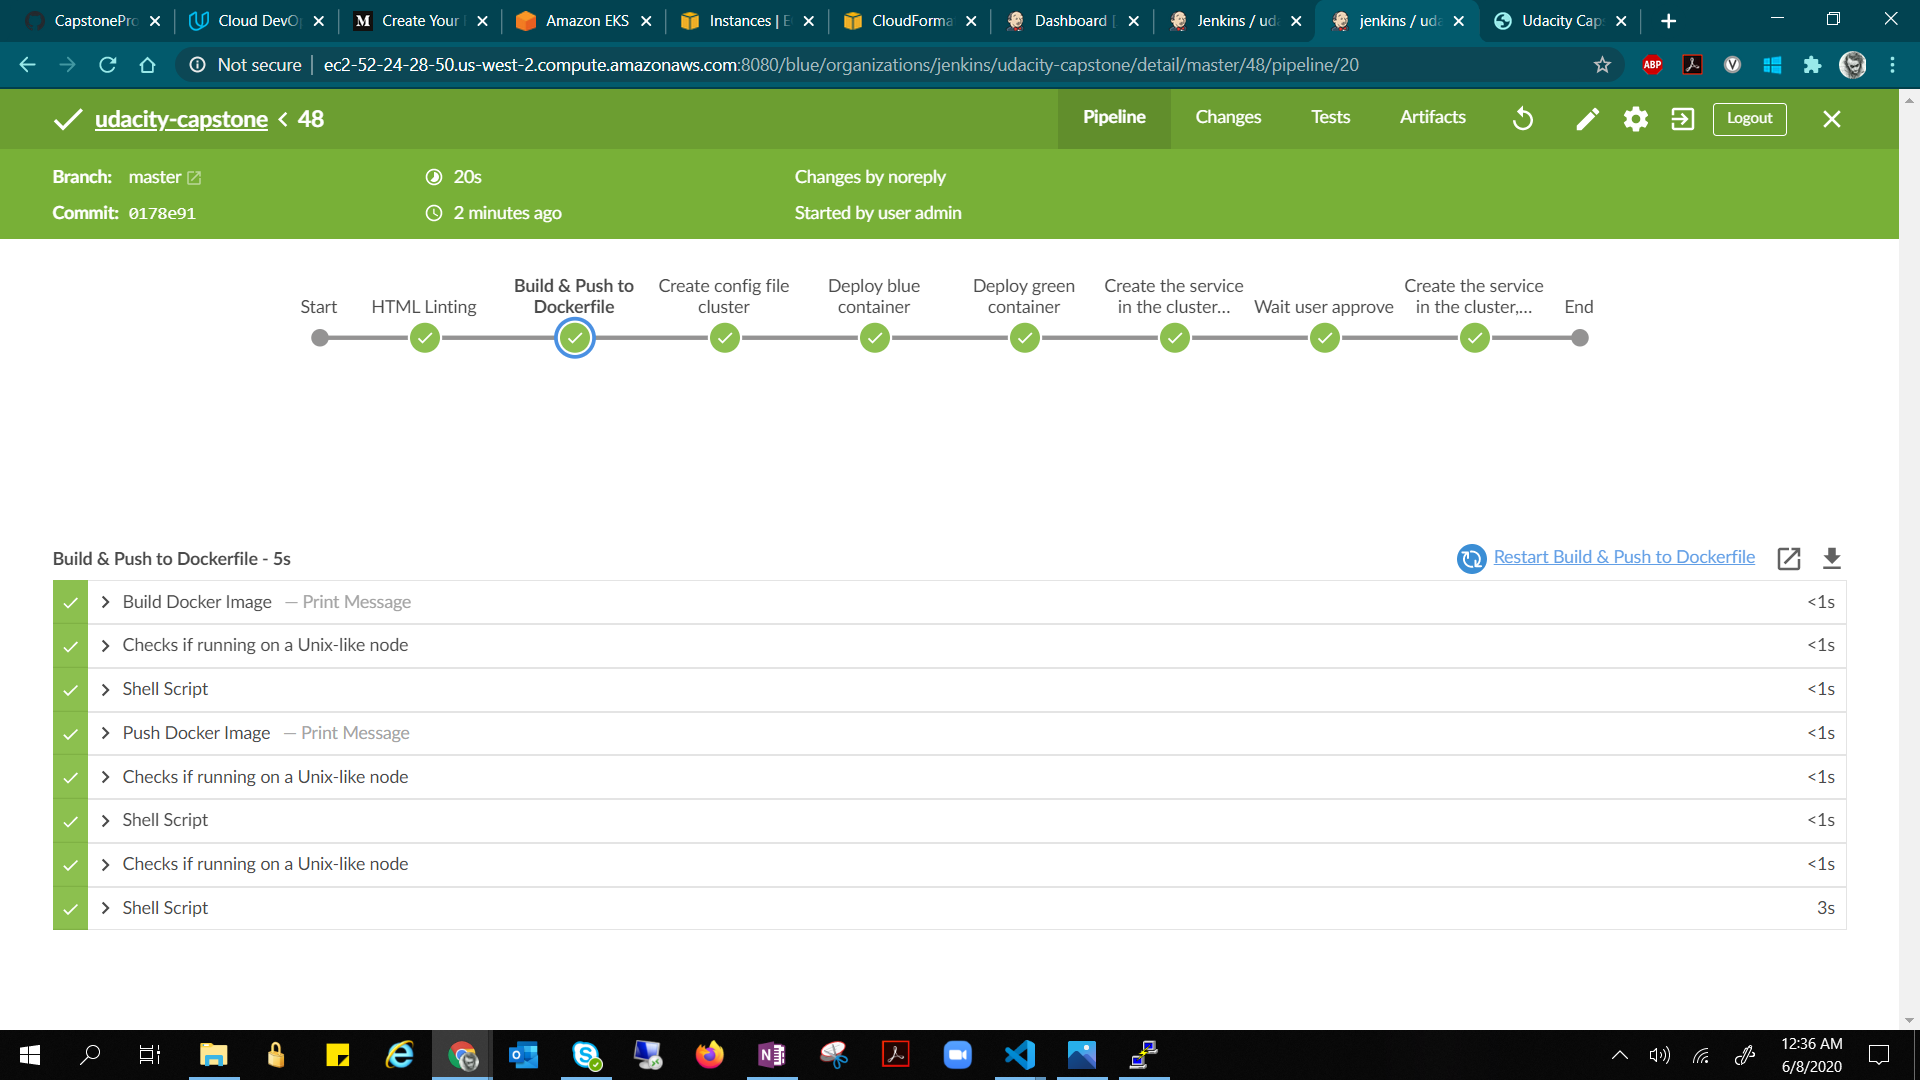 CapstonePro
Cloud DevO
Create Your
Amazon EKS
Instances | E
CloudForma
Dashboard
Jenkins / uda
jenkins / uda
Udacity Cap
Not secure
ec2-52-24-28-50.us-west-2.compute.amazonaws.com:8080/blue/organizations/jenkins/udacity-capstone/detail/master/48/pipeline/20
ABP
udacity-capstone < 48
Pipeline
Changes
Tests
Artifacts
Logout
Branch: master
20s
Changes by noreply
Commit: 0178e91
2 minutes ago
Started by user admin
Start
HTML Linting
Build & Push to
Dockerfile
Create config file
cluster
Deploy blue
container
Deploy green
container
Create the service
in the cluster...
Wait user approve
Create the service
in the cluster,...
End
Build & Push to Dockerfile - 5s
Restart Build & Push to Dockerfile
Build Docker Image — Print Message <1s
Checks if running on a Unix-like node <1s
Shell Script <1s
Push Docker Image — Print Message <1s
Checks if running on a Unix-like node <1s
Shell Script <1s
Checks if running on a Unix-like node <1s
Shell Script 3s
12:36 AM
6/8/2020